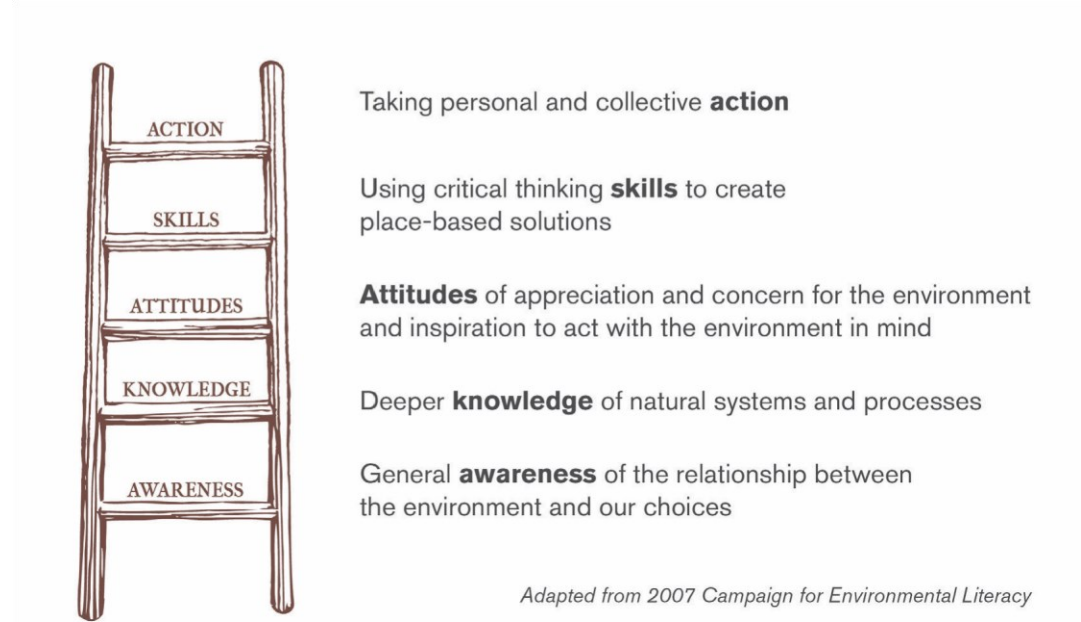 ACTION
Taking personal and collective action
SKILLS
Using critical thinking skills to create
place-based solutions
ATTITUDES
Attitudes of appreciation and concern for the environment
and inspiration to act with the environment in mind
KNOWLEDGE
Deeper knowledge of natural systems and processes
AWARENESS
General awareness of the relationship between
the environment and our choices
Adapted from 2007 Campaign for Environmental Literacy